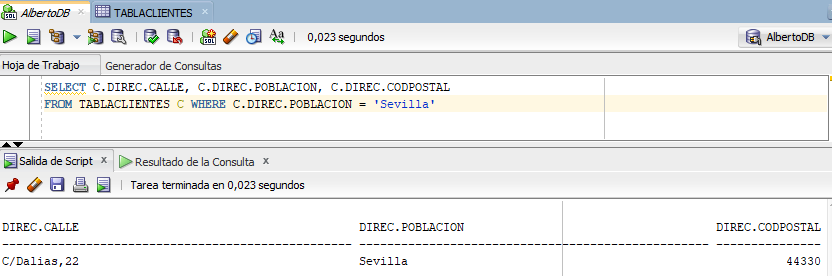 AlbertoDB TABLACLIENTES
0,023 segundos AlbertoDB
Hoja de Trabajo Generador de Consultas
SELECT C.DIREC.CALLE, C.DIREC.POBLACION, C.DIREC.CODPOSTAL
FROM TABLACLIENTES C WHERE C.DIREC.POBLACION = 'Sevilla'
Salida de Script x Resultado de la Consulta x
SQL
Tarea terminada en 0,023 segundos
DIREC.CALLE DIREC.POBLACION DIREC.CODPOSTAL
C/Dalias,22 Sevilla 44330